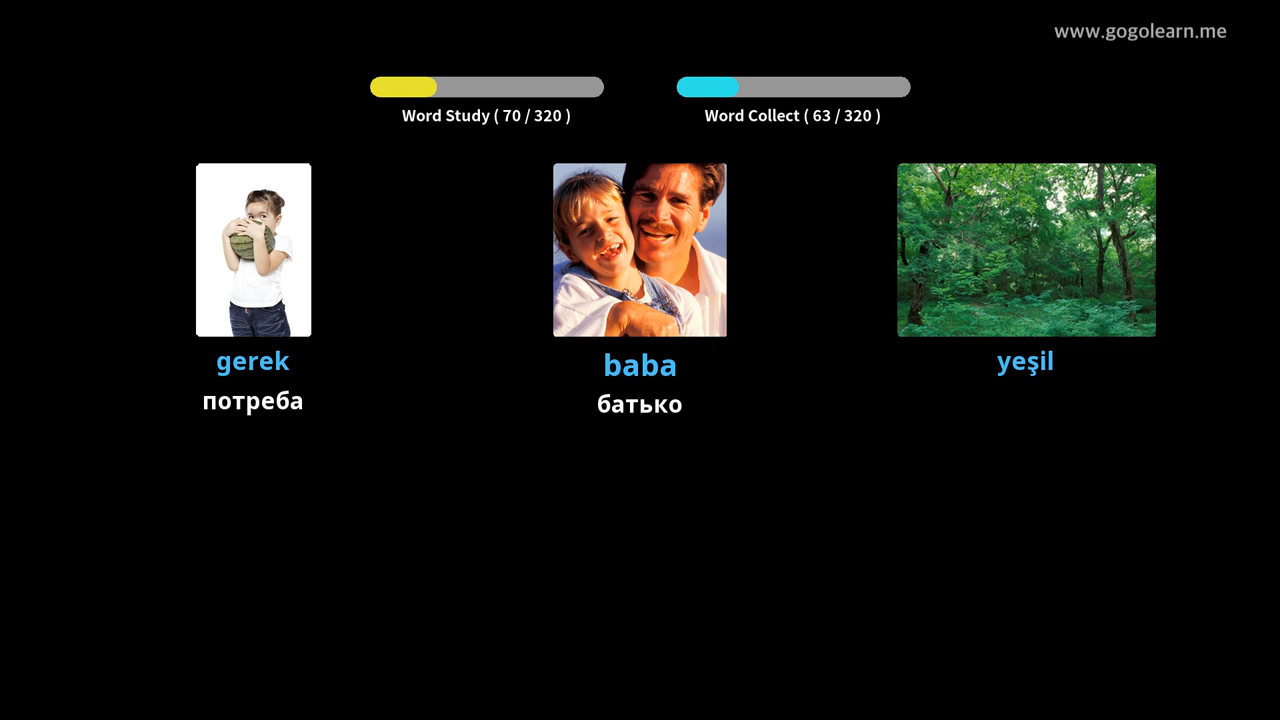 www.gogolearn.me
Word Study ( 70 / 320 )
Word Collect ( 63 / 320 )
gerek
потреба
baba
батько
yeşil